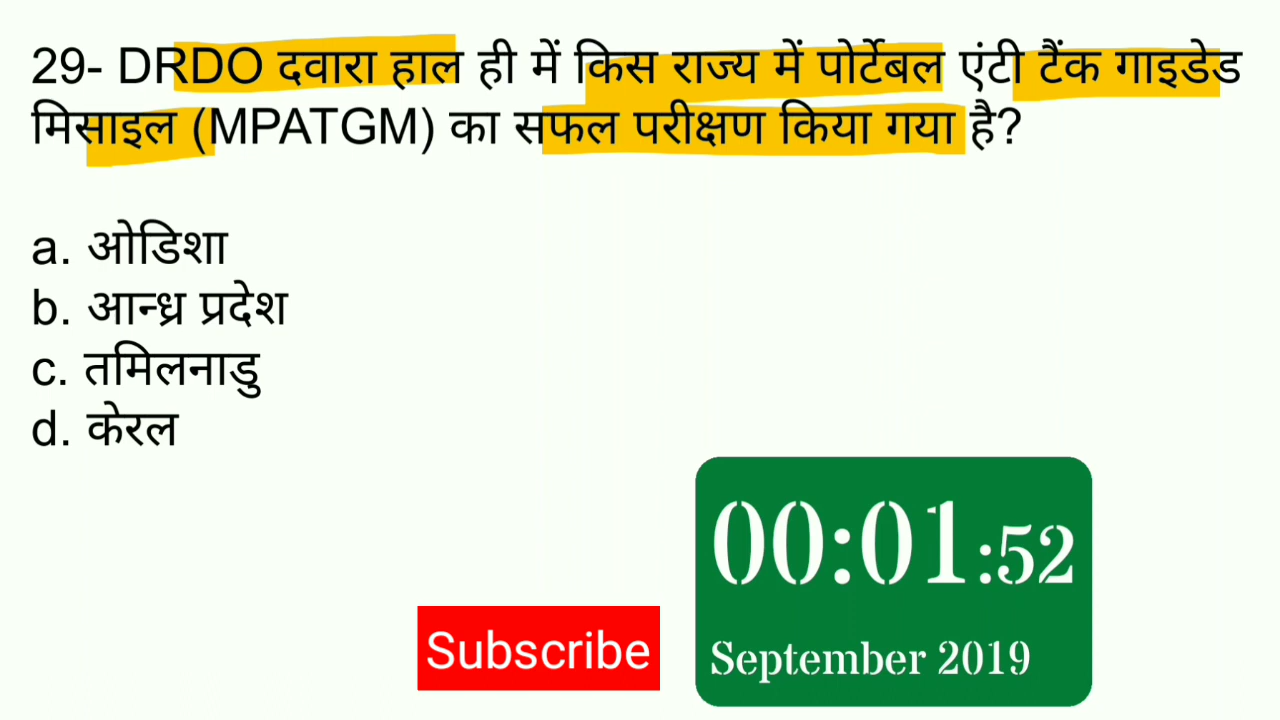 29- DRDO दवारा हाल ही में किस राज्य में पोर्टेबल एंटी टैंक गाइडेड
मिसाइल (MPATGM) का सफल परीक्षण किया गया है?
a. ओडिशा
b. आन्ध्र प्रदेश
c. तमिलनाडु
d. केरल
00:01:52
Subscribe
September 2019